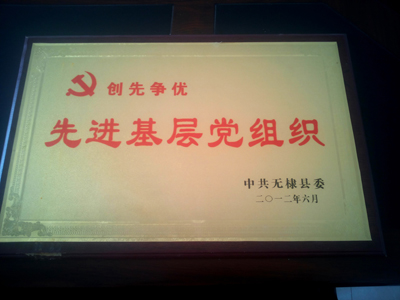 创先争优
先进基层党组织
中共无棣县委
二〇一二年六月